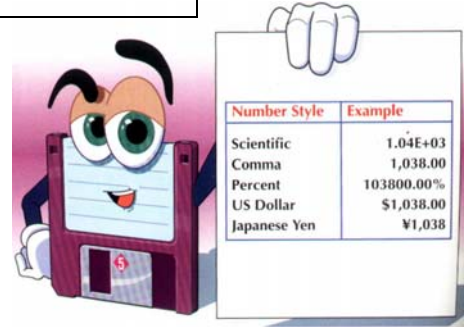 Number Style Example
Scientific 1.04E+03
Comma 1,038.00
Percent 103800.00%
US Dollar $1,038.00
Japanese Yen ¥1,038
5